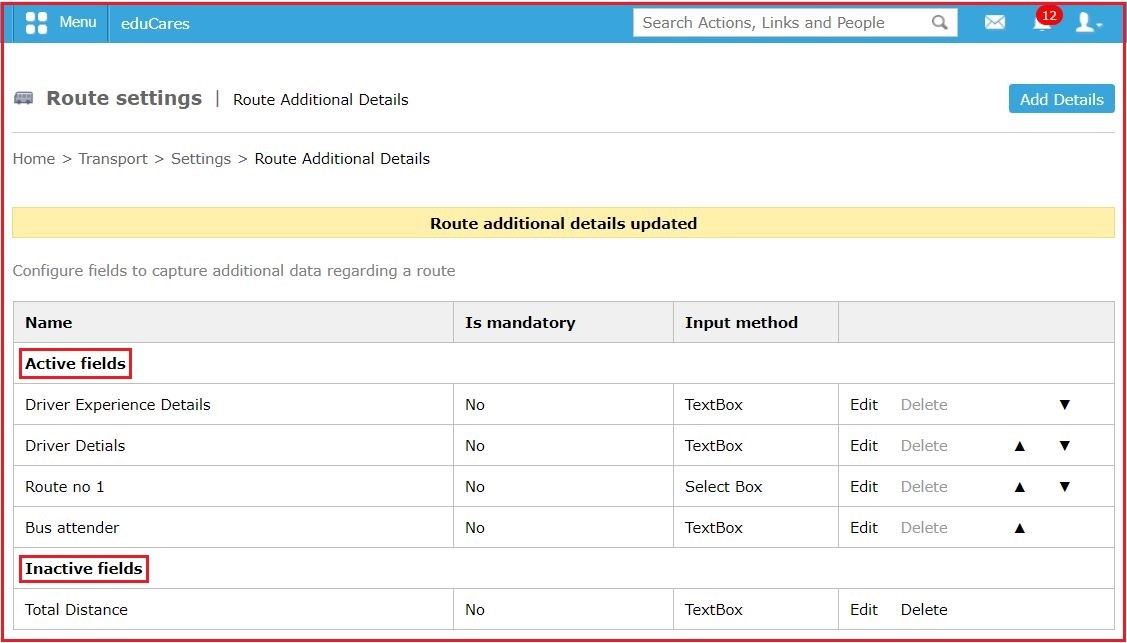 Menu eduCares Search Actions, Links and People 12
Route settings | Route Additional Details Add Details
Home > Transport > Settings > Route Additional Details
Route additional details updated
Configure fields to capture additional data regarding a route
Name Is mandatory Input method
Active fields
Driver Experience Details No TextBox Edit Delete ▼
Driver Detials No TextBox Edit Delete ▲ ▼
Route no 1 No Select Box Edit Delete ▲ ▼
Bus attender No TextBox Edit Delete ▲
Inactive fields
Total Distance No TextBox Edit Delete